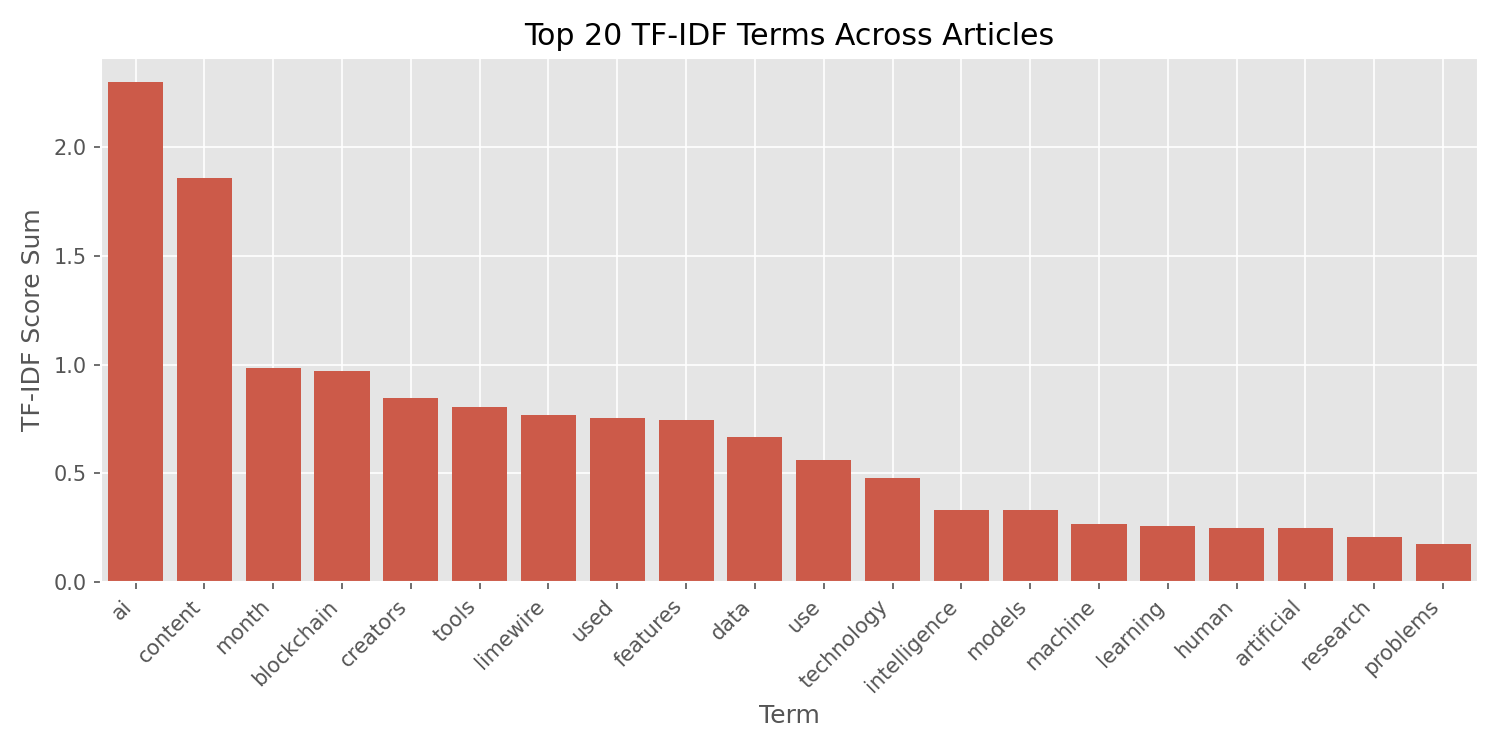 Top 20 TF-IDF Terms Across Articles
TF-IDF Score Sum
2.0
1.5
1.0
0.5
0.0
ai
content
month
blockchain
creators
tools
limewire
used
features
data
use
technology
intelligence
models
machine
learning
human
artificial
research
problems
Term